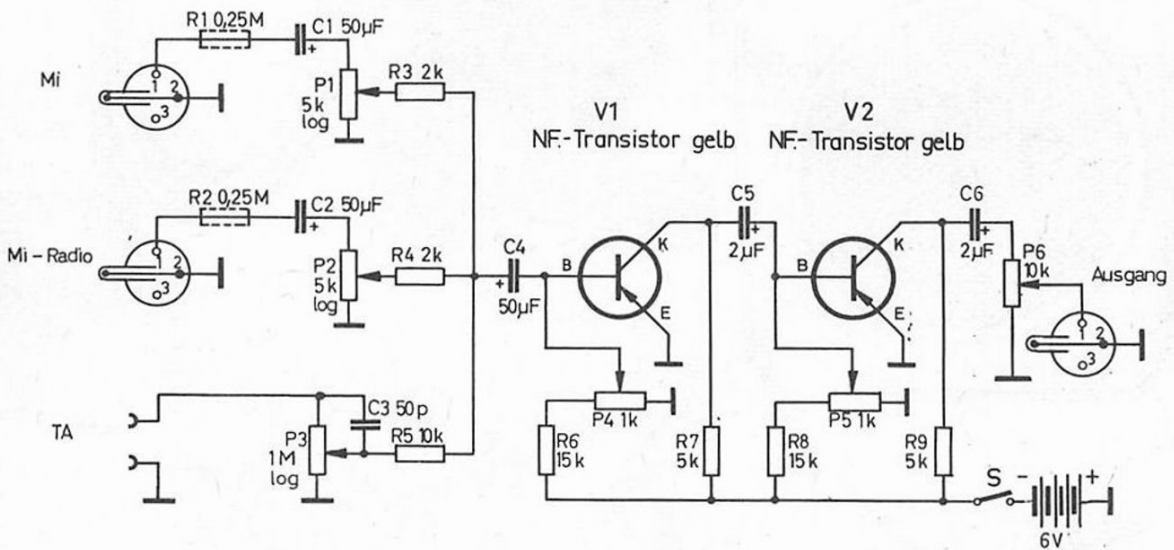 R1 0,25M
C1 50µF
+
Mi
1
2
3
P1
5k
log
R3 2k
R2 0,25M
C2 50µF
+
Mi-Radio
1
2
3
P2
5k
log
R4 2k
TA
C3 50p
P3
1M
log
R5 10k
V1
NF.-Transistor gelb
V2
NF.-Transistor gelb
C4
+
50µF
B
K
E
C5
+
2µF
B
K
E
C6
+
2µF
P6
10k
Ausgang
1
2
3
P4 1k
P5 1k
R6
15k
R7
5k
R8
15k
R9
5k
S
- +
6V